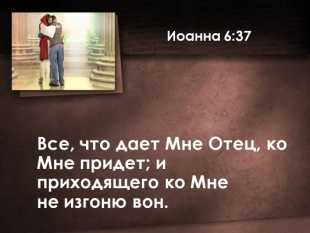 Иоанна 6:37
Все, что дает Мне Отец, ко
Мне придет; и
приходящего ко Мне
не изгоню вон.